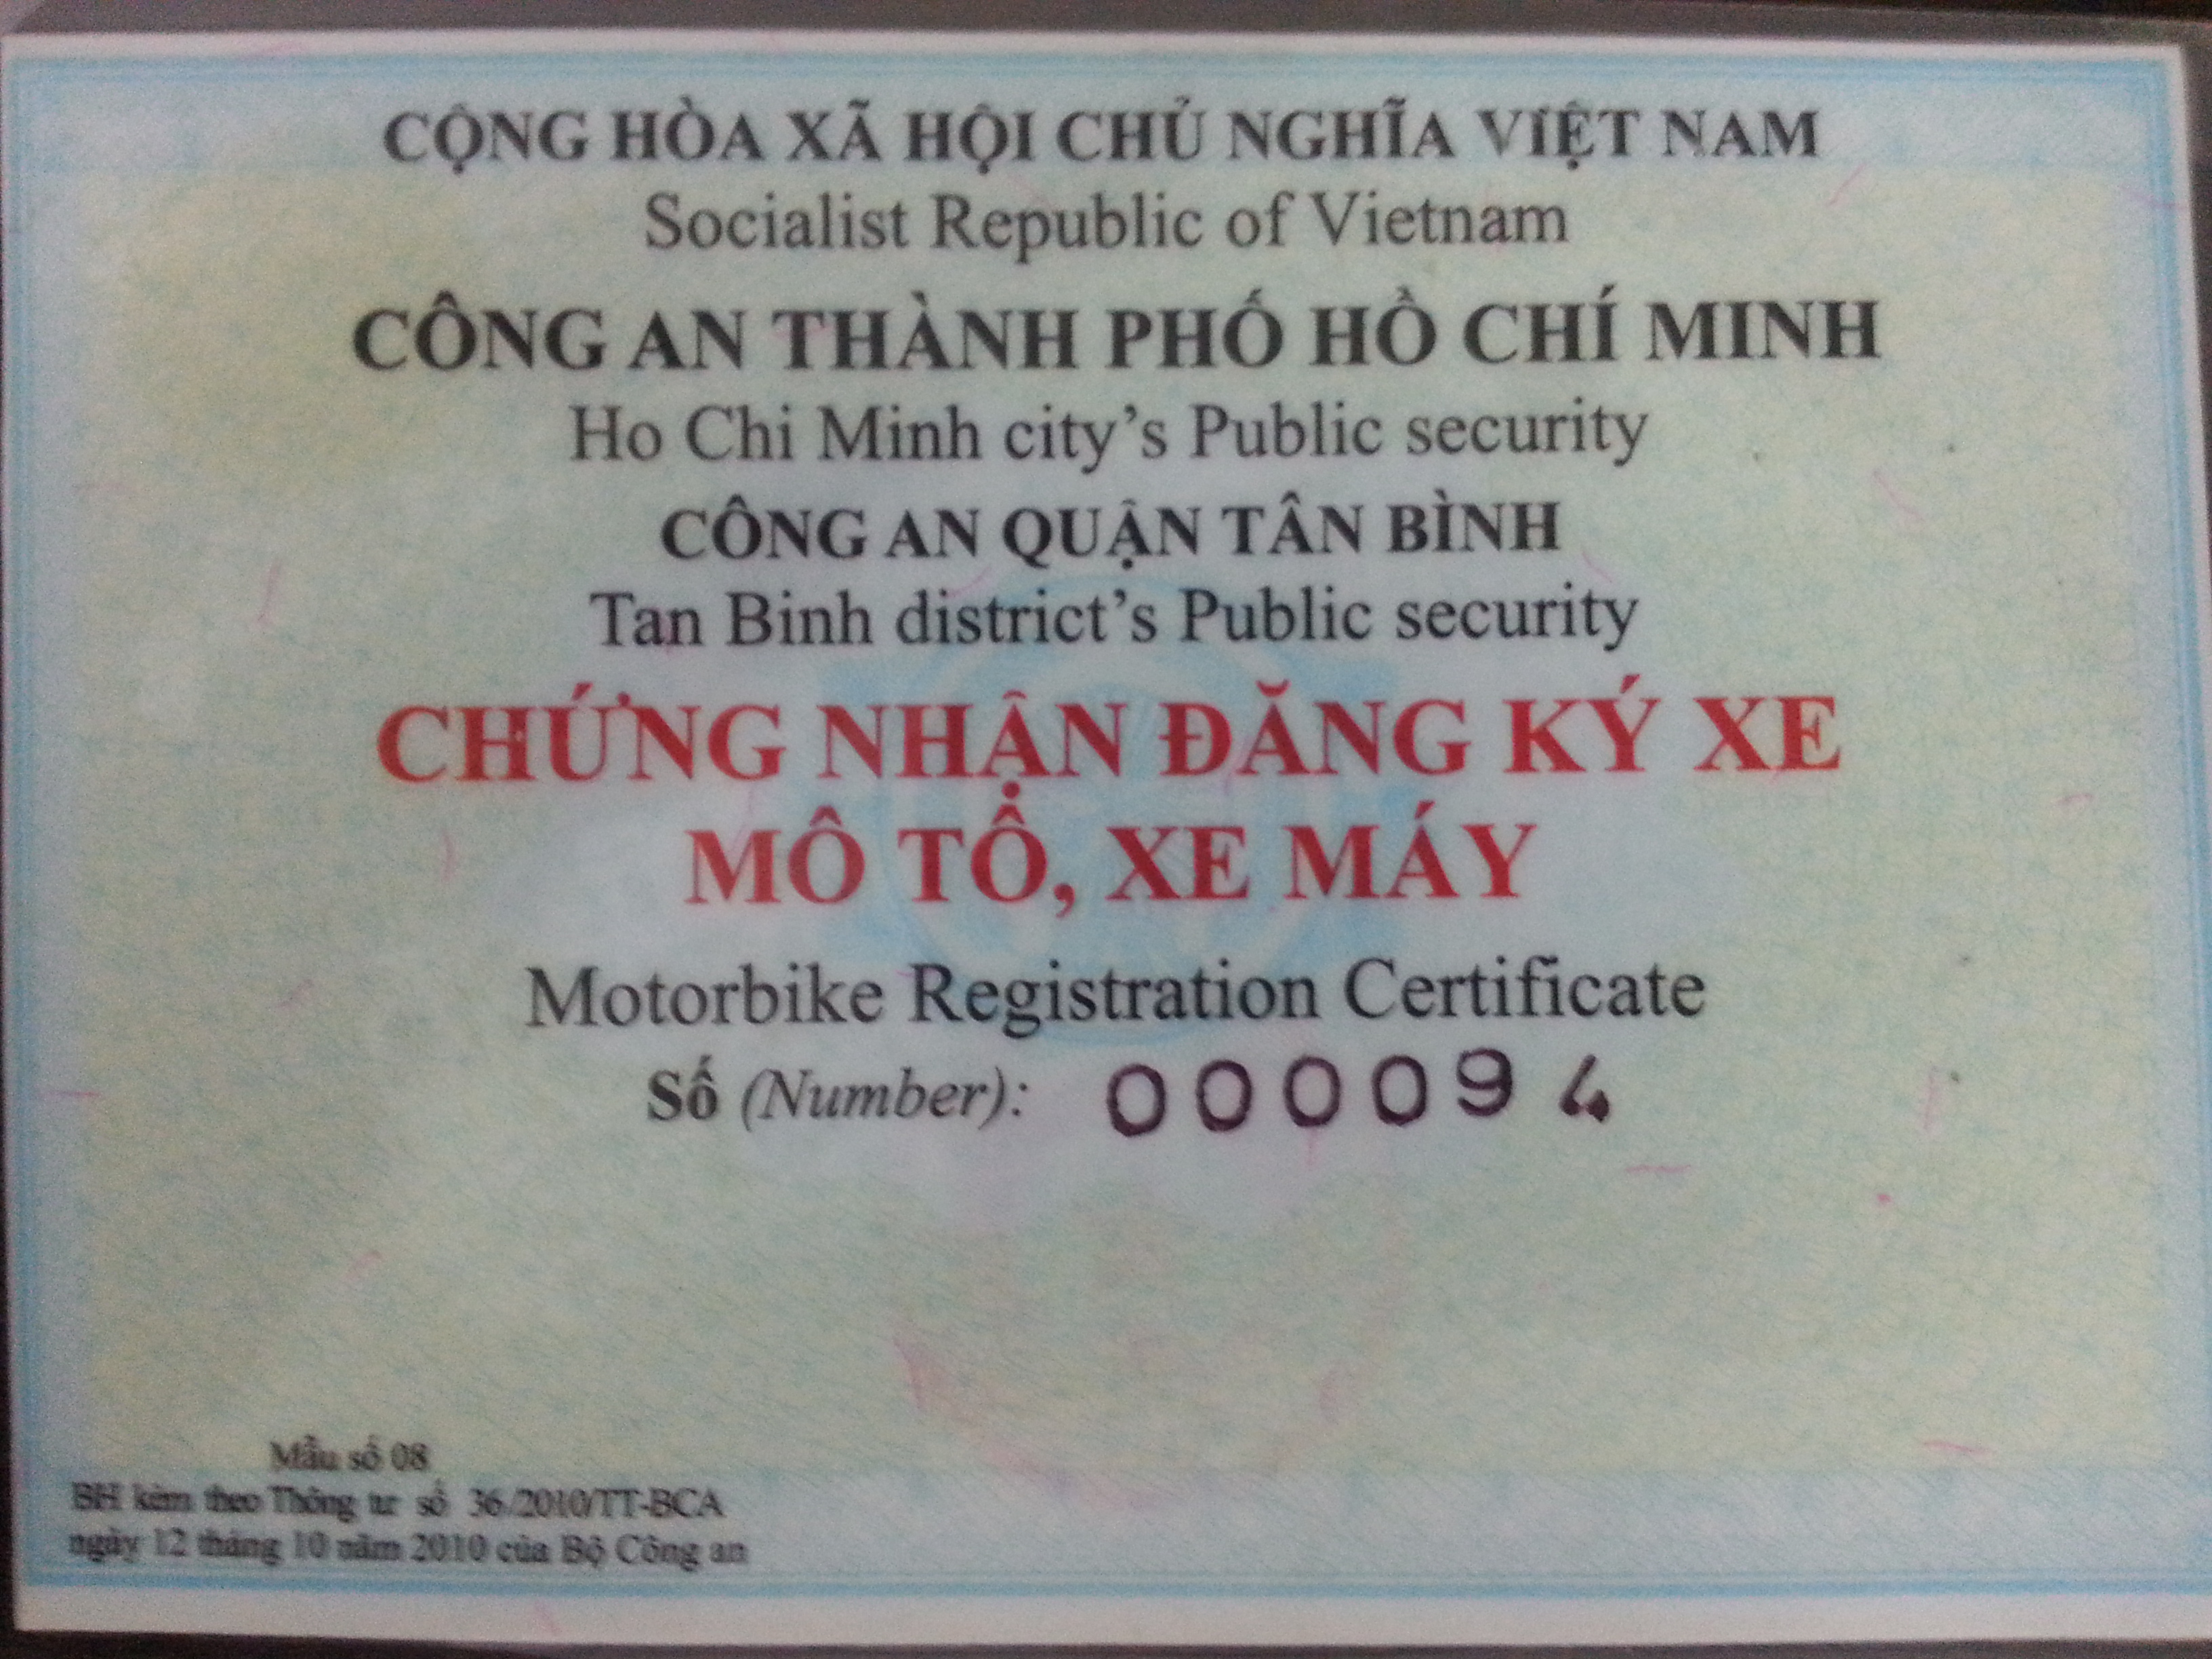 CỘNG HÒA XÃ HỘI CHỦ NGHĨA VIỆT NAM
Socialist Republic of Vietnam
CÔNG AN THÀNH PHỐ HỒ CHÍ MINH
Ho Chi Minh city's Public security
CÔNG AN QUẬN TÂN BÌNH
Tan Binh district's Public security
CHỨNG NHẬN ĐĂNG KÝ XE
MÔ TÔ, XE MÁY
Motorbike Registration Certificate
Số (Number): 000094
Mẫu số 08
BH kèm theo Thông tư số 36/2010/TT-BCA
ngày 12 tháng 10 năm 2010 của Bộ Công an